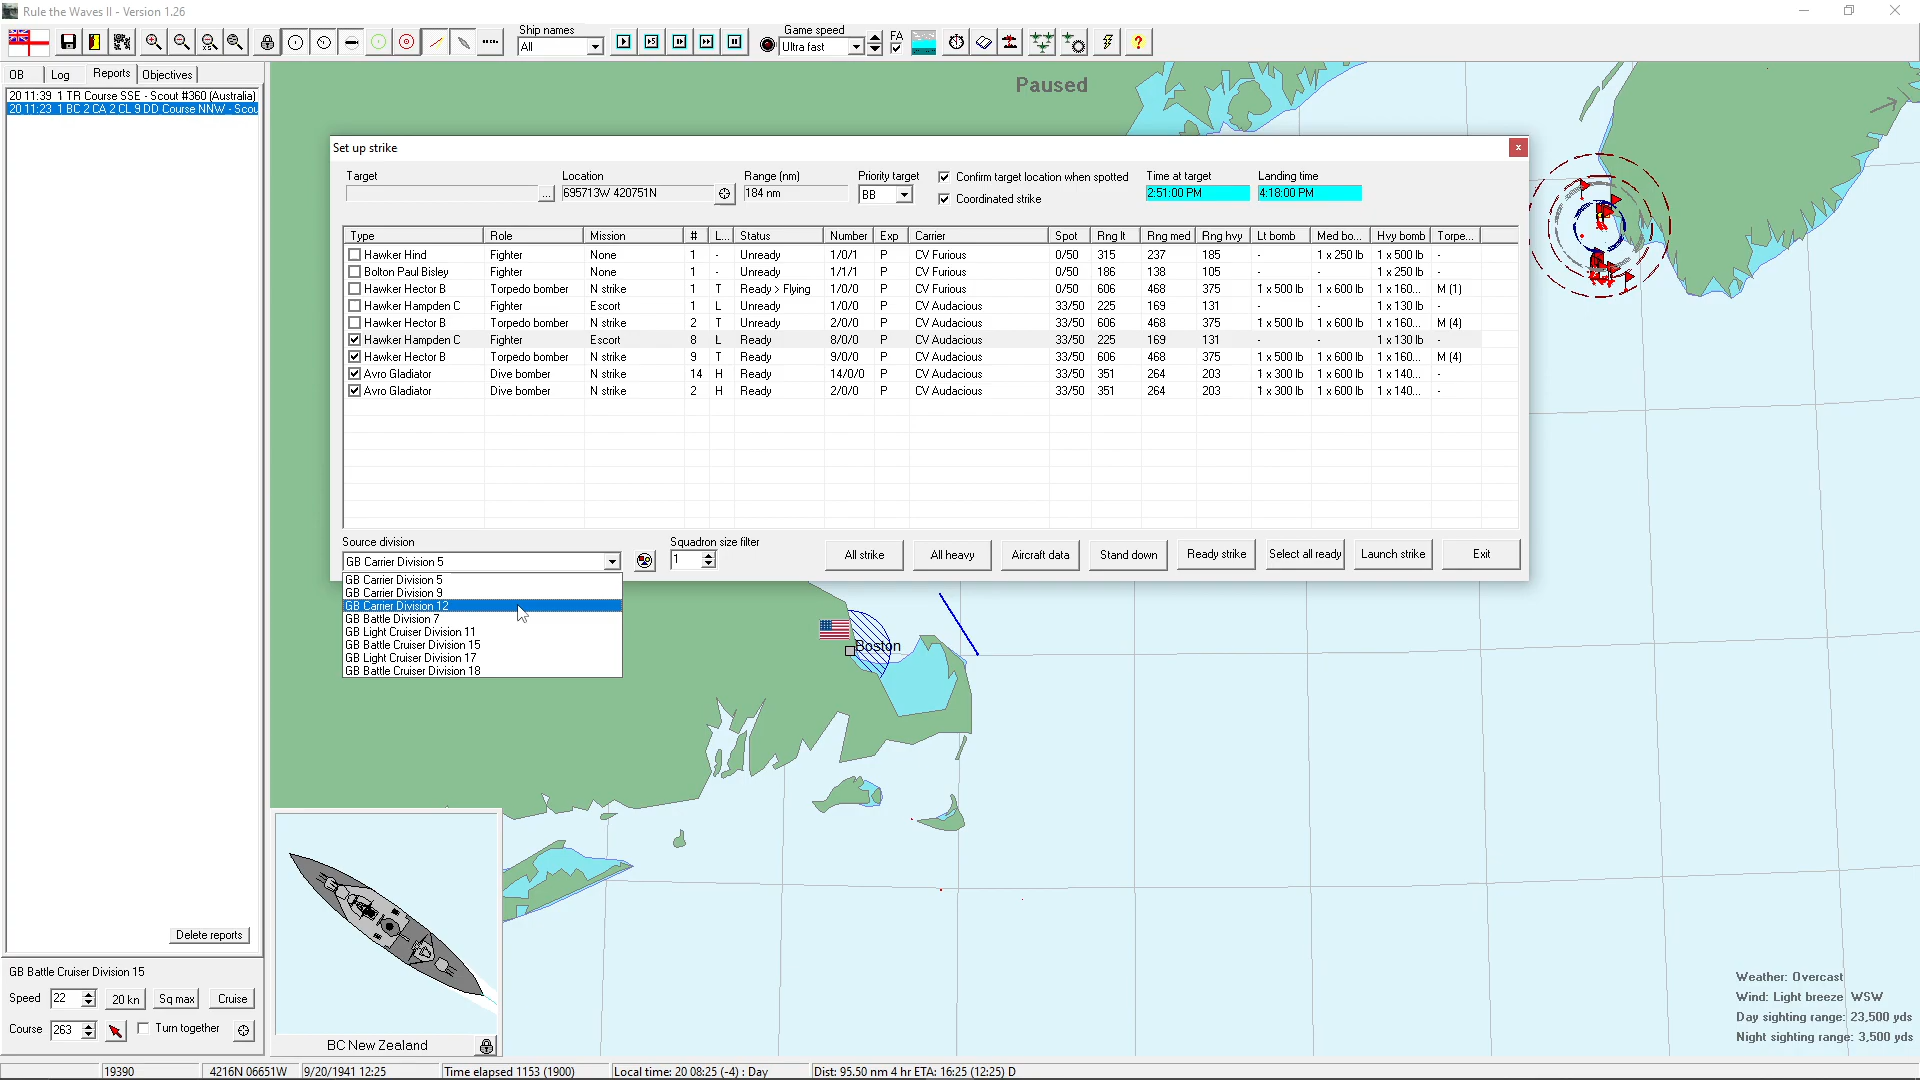 Rule the Waves II - Version 1.26
Ship names
All
Game speed
Ultra fast
FA
OB
Log
Reports
Objectives
20 11:39 1 TR Course SSE - Scout #360 (Australia)
20 11:23 1 BC 2 CA 2 CL 9 DD Course NNW - Scou
Paused
Set up strike
Target
Location
Range (nm)
Priority target
Confirm target location when spotted
Time at target
Landing time
...
695713W 420751N
184 nm
BB
Coordinated strike
2:51:00 PM
4:18:00 PM
Type Role Mission # L... Status Number Exp Carrier Spot Rng lt Rng med Rng hvy Lt bomb Med bo... Hvy bomb Torpe...
Hawker Hind Fighter None 1 - Unready 1/0/1 P CV Furious 0/50 315 237 185 - 1 x 250 lb 1 x 500 lb -
Bolton Paul Bisley Fighter None 1 - Unready 1/1/1 P CV Furious 0/50 186 138 105 - - 1 x 250 lb -
Hawker Hector B Torpedo bomber N strike 1 T Ready > Flying 1/0/0 P CV Furious 0/50 606 468 375 1 x 500 lb 1 x 600 lb 1 x 160... M (1)
Hawker Hampden C Fighter Escort 1 L Unready 1/0/0 P CV Audacious 33/50 225 169 131 - - 1 x 130 lb -
Hawker Hector B Torpedo bomber N strike 2 T Unready 2/0/0 P CV Audacious 33/50 606 468 375 1 x 500 lb 1 x 600 lb 1 x 160... M (4)
Hawker Hampden C Fighter Escort 8 L Ready 8/0/0 P CV Audacious 33/50 225 169 131 - - 1 x 130 lb -
Hawker Hector B Torpedo bomber N strike 9 T Ready 9/0/0 P CV Audacious 33/50 606 468 375 1 x 500 lb 1 x 600 lb 1 x 160... M (4)
Avro Gladiator Dive bomber N strike 14 H Ready 14/0/0 P CV Audacious 33/50 351 264 203 1 x 300 lb 1 x 600 lb 1 x 140... -
Avro Gladiator Dive bomber N strike 2 H Ready 2/0/0 P CV Audacious 33/50 351 264 203 1 x 300 lb 1 x 600 lb 1 x 140... -
Source division
Squadron size filter
GB Carrier Division 5
1
All strike
All heavy
Aircraft data
Stand down
Ready strike
Select all ready
Launch strike
Exit
GB Carrier Division 5
GB Carrier Division 9
GB Carrier Division 12
GB Battle Division 7
GB Light Cruiser Division 11
GB Battle Cruiser Division 15
GB Light Cruiser Division 17
GB Battle Cruiser Division 18
Boston
Delete reports
GB Battle Cruiser Division 15
Speed 22 20 kn Sq max Cruise
Course 263 Turn together
BC New Zealand
Weather: Overcast
Wind: Light breeze WSW
Day sighting range: 23,500 yds
Night sighting range: 3,500 yds
19390
4216N 06651W
9/20/1941 12:25
Time elapsed 1153 (1900)
Local time: 20 08:25 (-4) : Day
Dist: 95.50 nm 4 hr ETA: 16:25 (12:25) D